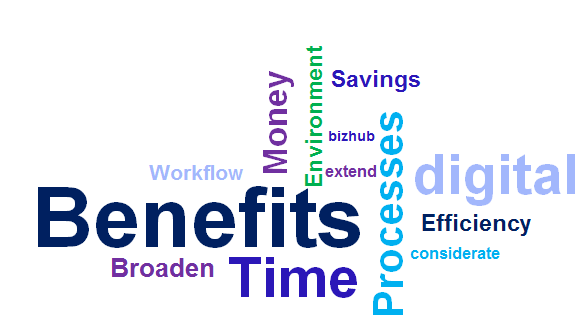 Savings
Money
Environment
bizhub
Workflow
extend
Processes
digital
Benefits
Efficiency
considerate
Broaden
Time